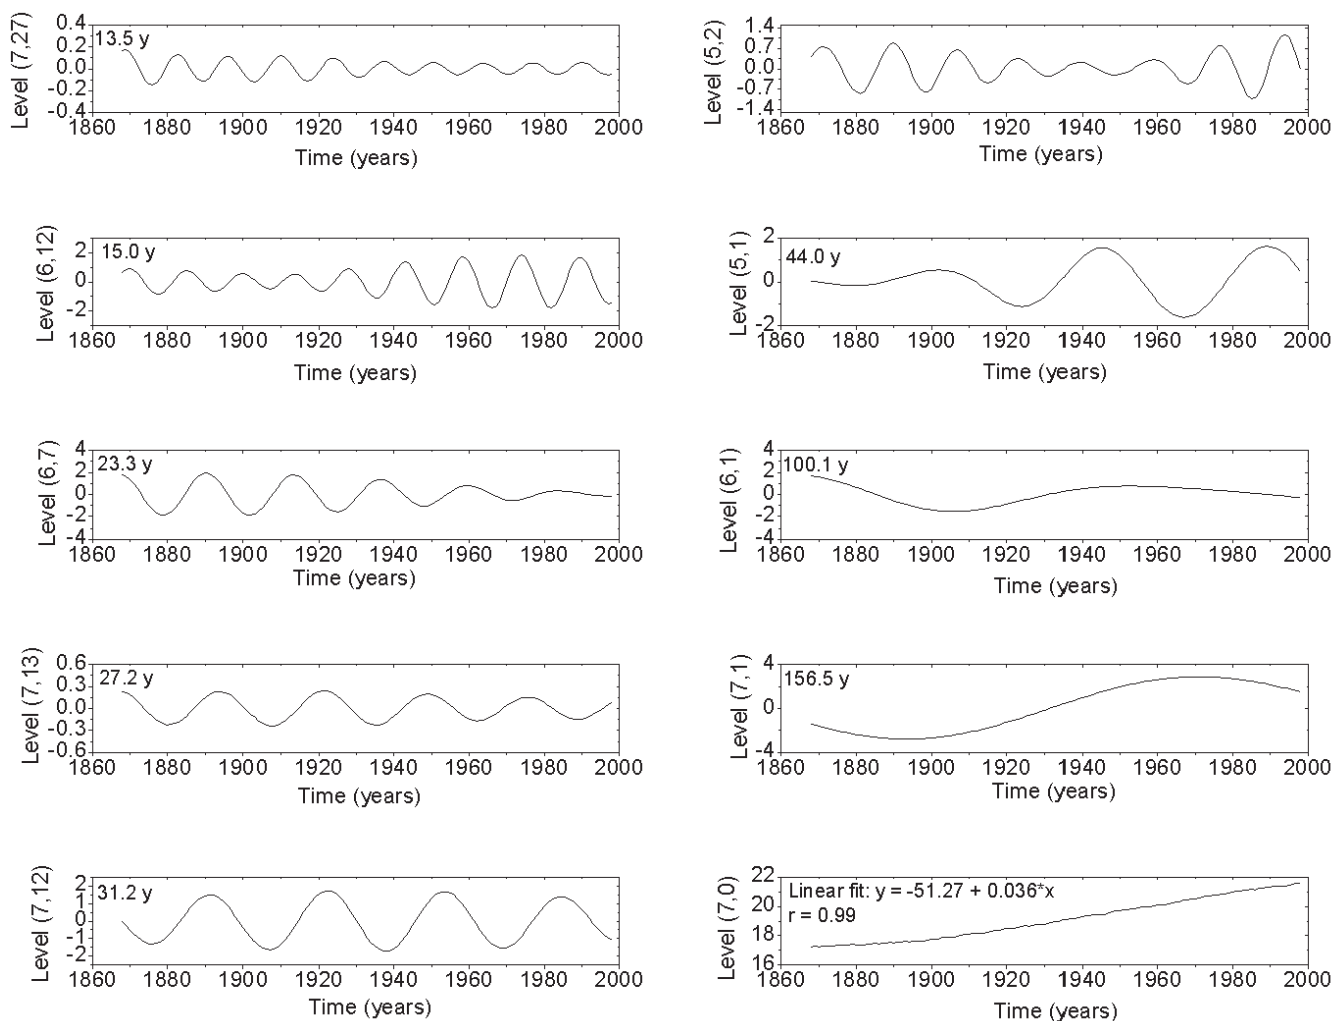 Level (7,27)
0.4
0.2
0.0
-0.2
-0.4
13.5 y
1860 1880 1900 1920 1940 1960 1980 2000
Time (years)
Level (5,2)
1.4
0.7
0.0
-0.7
-1.4
1860 1880 1900 1920 1940 1960 1980 2000
Time (years)
Level (6,12)
2
0
-2
15.0 y
1860 1880 1900 1920 1940 1960 1980 2000
Time (years)
Level (5,1)
2
0
-2
44.0 y
1860 1880 1900 1920 1940 1960 1980 2000
Time (years)
Level (6,7)
4
2
0
-2
-4
23.3 y
1860 1880 1900 1920 1940 1960 1980 2000
Time (years)
Level (6,1)
4
2
0
-2
-4
100.1 y
1860 1880 1900 1920 1940 1960 1980 2000
Time (years)
Level (7,13)
0.6
0.3
0.0
-0.3
-0.6
27.2 y
1860 1880 1900 1920 1940 1960 1980 2000
Time (years)
Level (7,1)
4
0
-4
156.5 y
1860 1880 1900 1920 1940 1960 1980 2000
Time (years)
Level (7,12)
2
1
0
-1
-2
31.2 y
1860 1880 1900 1920 1940 1960 1980 2000
Time (years)
Level (7,0)
22
20
18
16
Linear fit: y = -51.27 + 0.036*x
r = 0.99
1860 1880 1900 1920 1940 1960 1980 2000
Time (years)